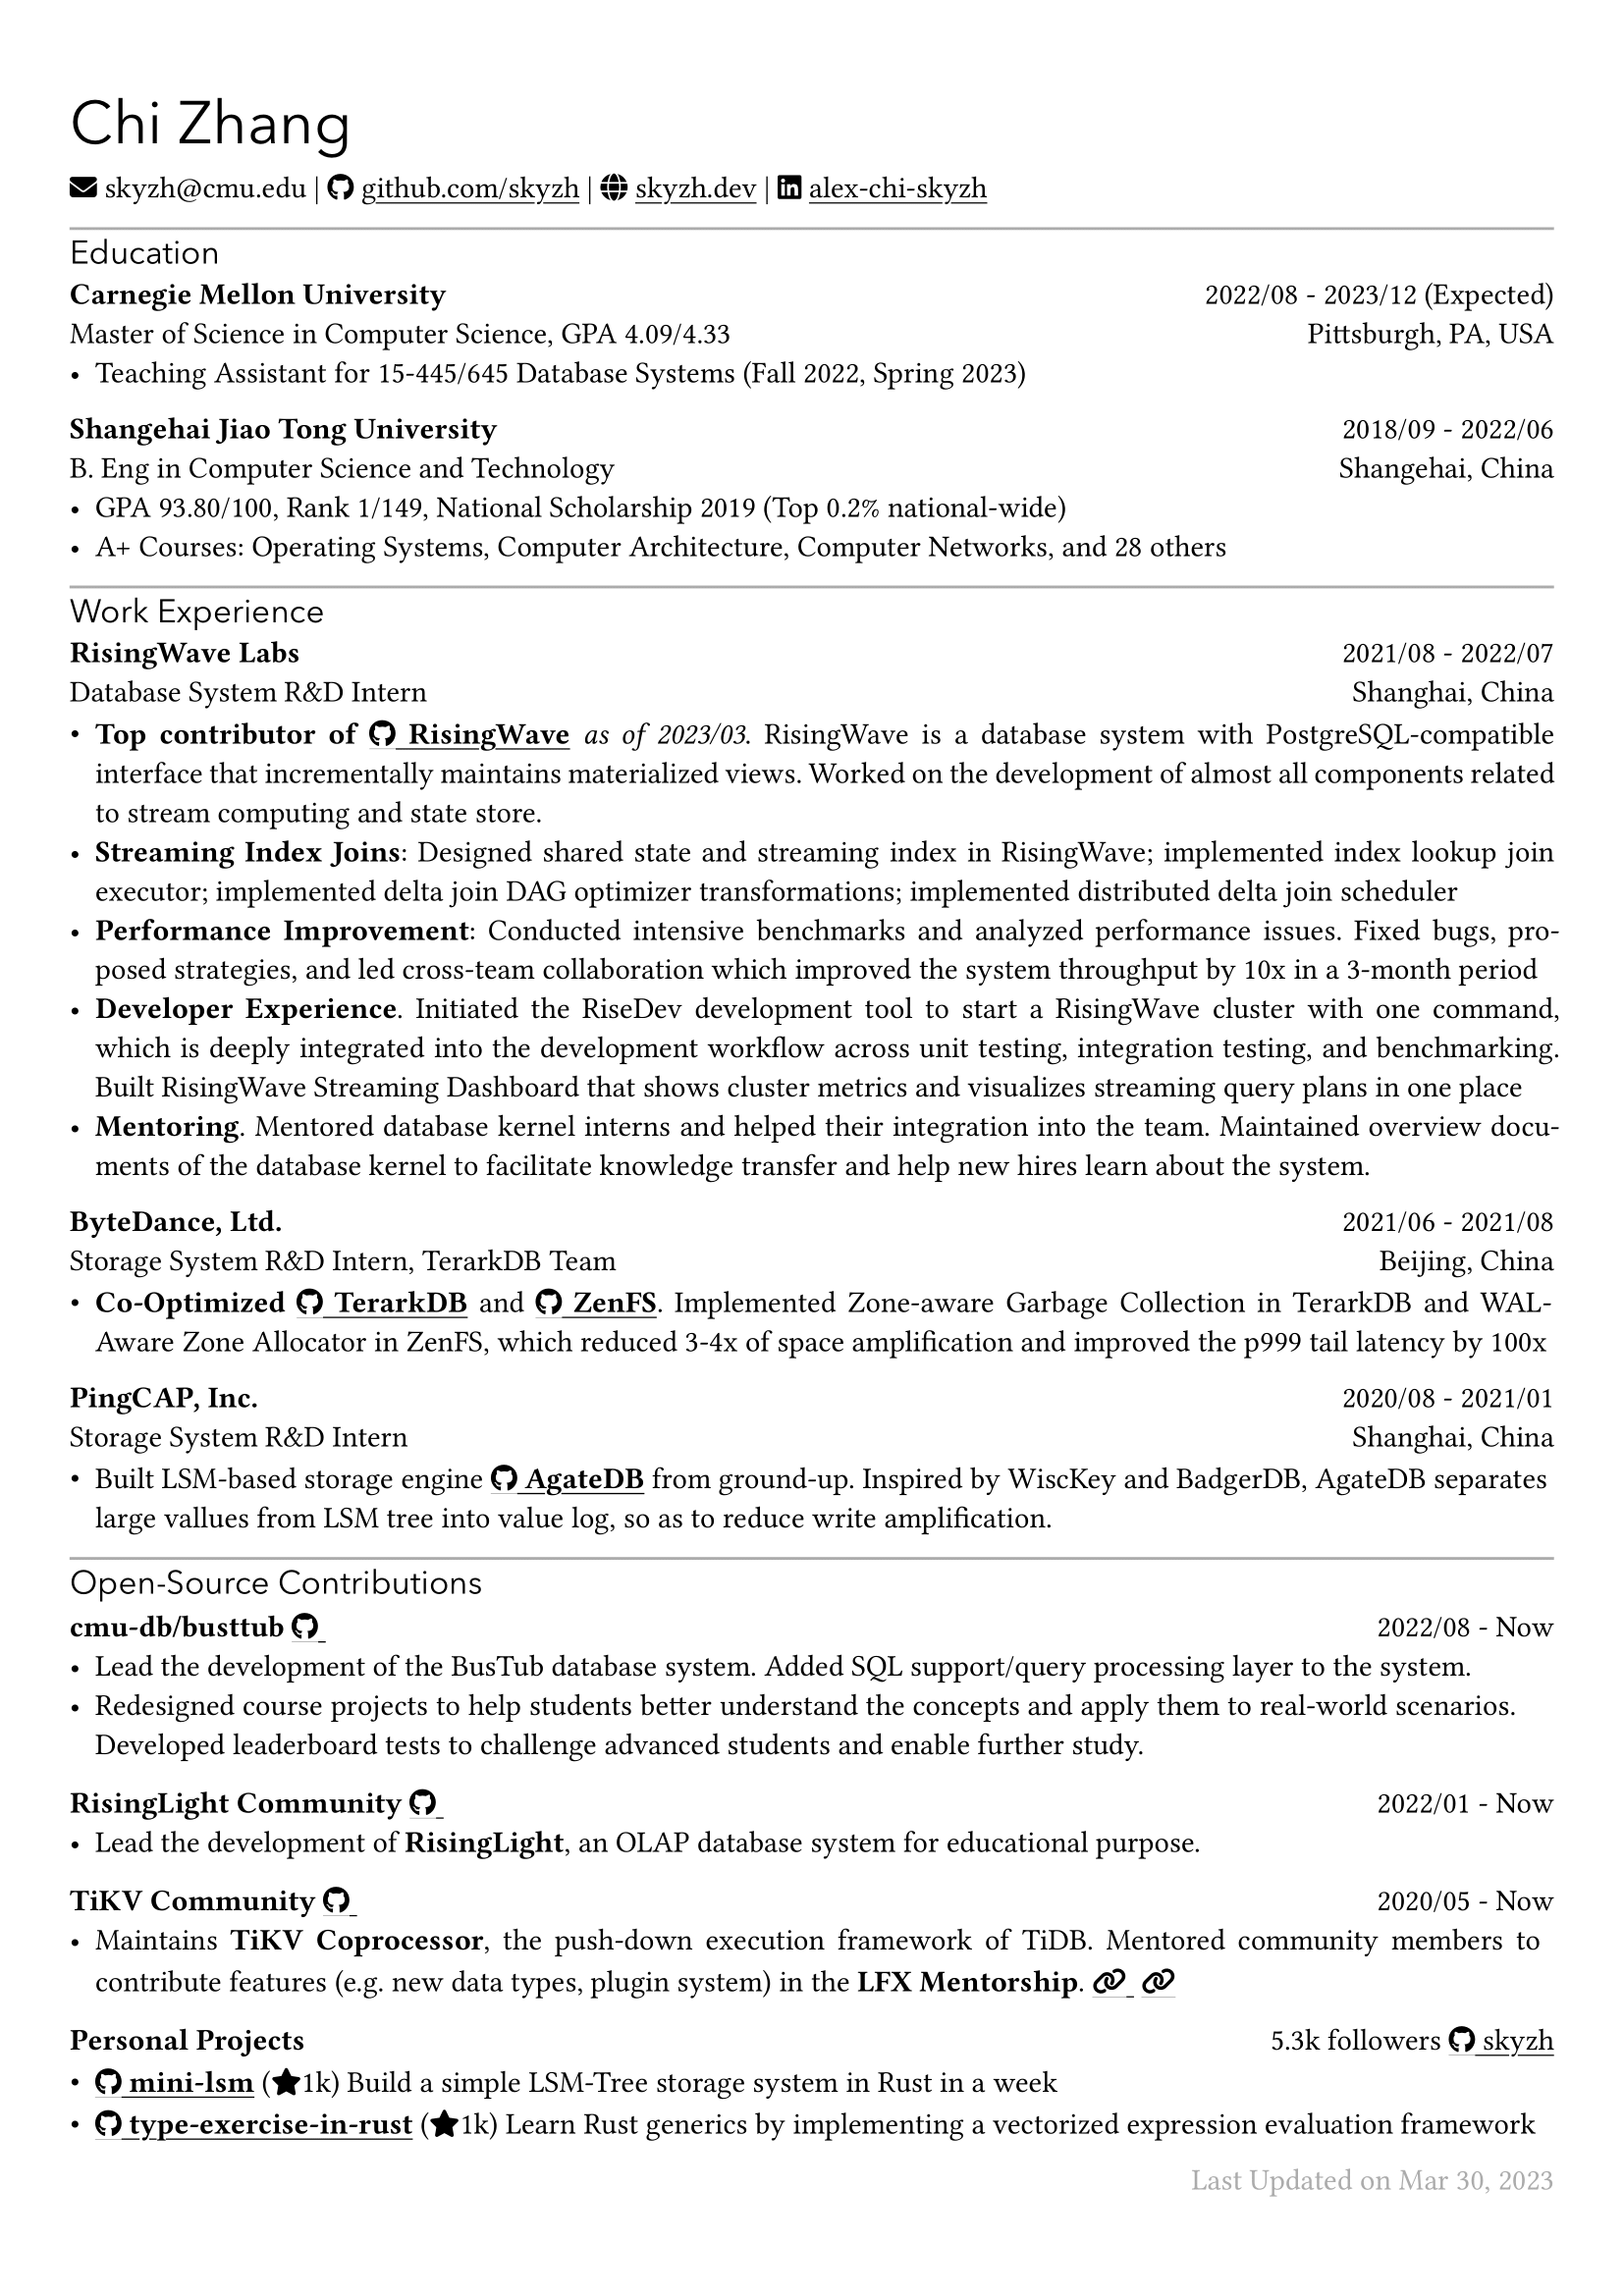 Chi Zhang
skyzh@cmu.edu | github.com/skyzh | skyzh.dev | alex-chi-skyzh
Education
Carnegie Mellon University 2022/08 - 2023/12 (Expected)
Master of Science in Computer Science, GPA 4.09/4.33 Pittsburgh, PA, USA
• Teaching Assistant for 15-445/645 Database Systems (Fall 2022, Spring 2023)
Shangehai Jiao Tong University 2018/09 - 2022/06
B. Eng in Computer Science and Technology Shangehai, China
• GPA 93.80/100, Rank 1/149, National Scholarship 2019 (Top 0.2% national-wide)
• A+ Courses: Operating Systems, Computer Architecture, Computer Networks, and 28 others
Work Experience
RisingWave Labs 2021/08 - 2022/07
Database System R&D Intern Shanghai, China
• Top contributor of RisingWave as of 2023/03. RisingWave is a database system with PostgreSQL-compatible
interface that incrementally maintains materialized views. Worked on the development of almost all components related
to stream computing and state store.
• Streaming Index Joins: Designed shared state and streaming index in RisingWave; implemented index lookup join
executor; implemented delta join DAG optimizer transformations; implemented distributed delta join scheduler
• Performance Improvement: Conducted intensive benchmarks and analyzed performance issues. Fixed bugs, pro-
posed strategies, and led cross-team collaboration which improved the system throughput by 10x in a 3-month period
• Developer Experience. Initiated the RiseDev development tool to start a RisingWave cluster with one command,
which is deeply integrated into the development workflow across unit testing, integration testing, and benchmarking.
Built RisingWave Streaming Dashboard that shows cluster metrics and visualizes streaming query plans in one place
• Mentoring. Mentored database kernel interns and helped their integration into the team. Maintained overview docu-
ments of the database kernel to facilitate knowledge transfer and help new hires learn about the system.
ByteDance, Ltd. 2021/06 - 2021/08
Storage System R&D Intern, TerarkDB Team Beijing, China
• Co-Optimized TerarkDB and ZenFS. Implemented Zone-aware Garbage Collection in TerarkDB and WAL-
Aware Zone Allocator in ZenFS, which reduced 3-4x of space amplification and improved the p999 tail latency by 100x
PingCAP, Inc. 2020/08 - 2021/01
Storage System R&D Intern Shanghai, China
• Built LSM-based storage engine AgateDB from ground-up. Inspired by WiscKey and BadgerDB, AgateDB separates
large vallues from LSM tree into value log, so as to reduce write amplification.
Open-Source Contributions
cmu-db/busttub 2022/08 - Now
• Lead the development of the BusTub database system. Added SQL support/query processing layer to the system.
• Redesigned course projects to help students better understand the concepts and apply them to real-world scenarios.
Developed leaderboard tests to challenge advanced students and enable further study.
RisingLight Community 2022/01 - Now
• Lead the development of RisingLight, an OLAP database system for educational purpose.
TiKV Community 2020/05 - Now
• Maintains TiKV Coprocessor, the push-down execution framework of TiDB. Mentored community members to
contribute features (e.g. new data types, plugin system) in the LFX Mentorship.
Personal Projects 5.3k followers skyzh
• mini-lsm (★1k) Build a simple LSM-Tree storage system in Rust in a week
• type-exercise-in-rust (★1k) Learn Rust generics by implementing a vectorized expression evaluation framework
Last Updated on Mar 30, 2023